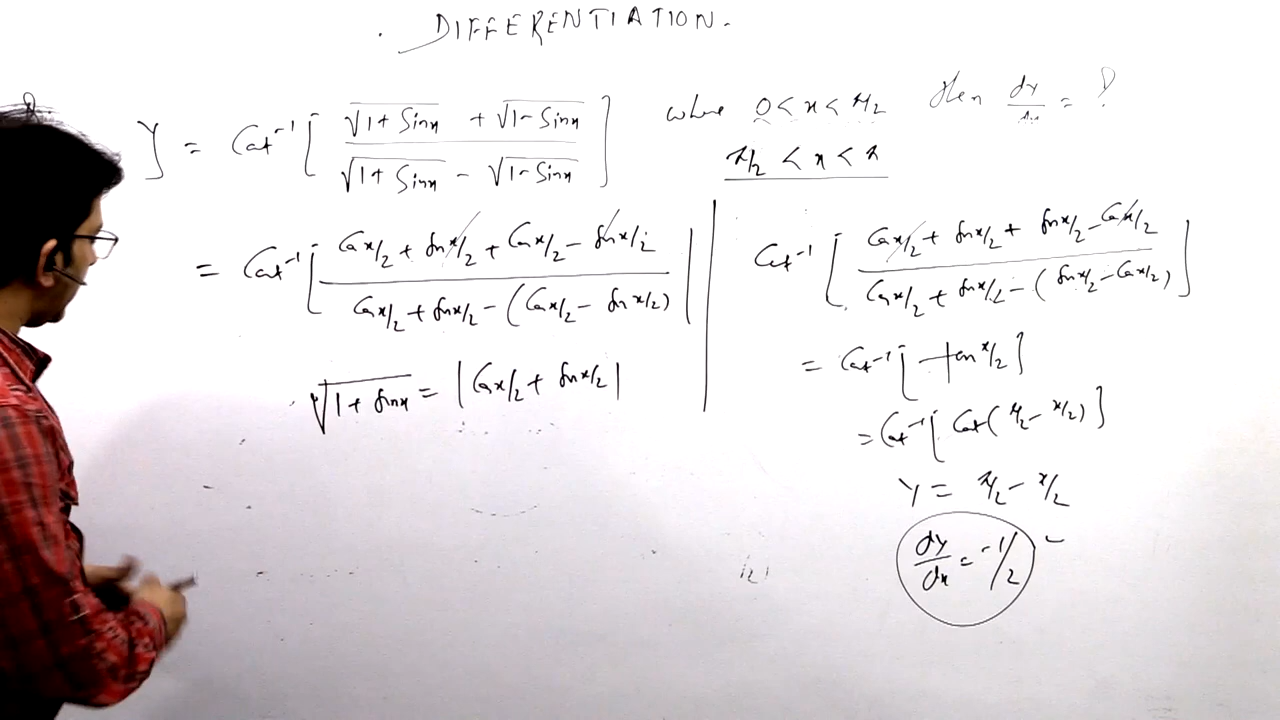 . DIFFERENTIATION.
Y = Cot⁻¹ [ (√(1 + Sinx) + √(1 - Sinx)) / (√(1 + Sinx) - √(1 - Sinx)) ] where 0 < x < π/2 then dy/dx = ?
π/2 < x < π
= Cot⁻¹ [ (Cosx/2 + Sinx/2 + Cosx/2 - Sinx/2) / (Cosx/2 + Sinx/2 - (Cosx/2 - Sinx/2)) ]
√(1 + Sinx) = |Cosx/2 + Sinx/2|
Cot⁻¹ [ (Cosx/2 + Sinx/2 + Sinx/2 - Cosx/2) / (Cosx/2 + Sinx/2 - (Sinx/2 - Cosx/2)) ]
= Cot⁻¹ [ tan x/2 ]
= Cot⁻¹ [ Cot(π/2 - x/2) ]
Y = π/2 - x/2
dy/dx = -1/2